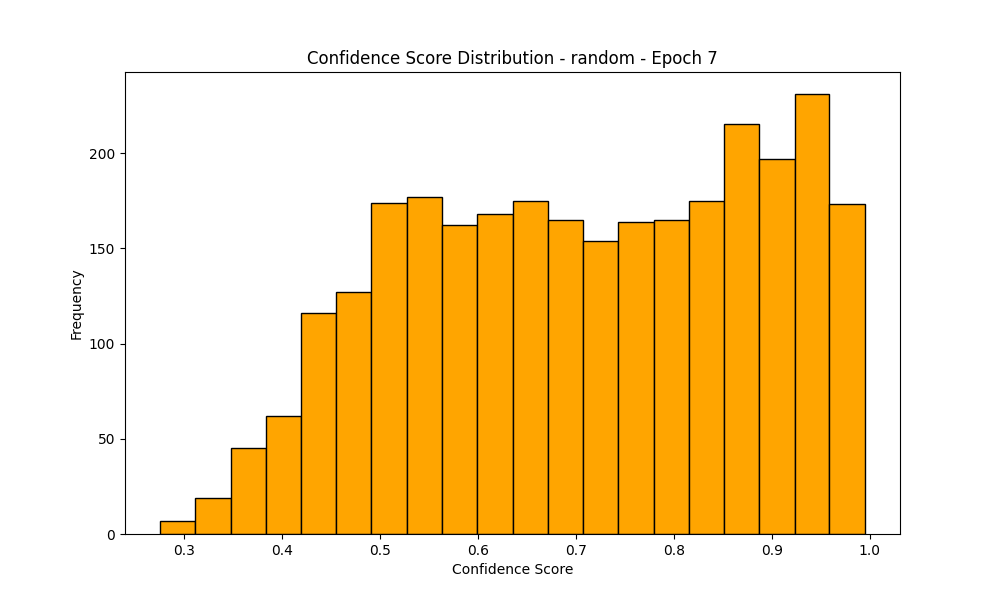 Confidence Score Distribution - random - Epoch 7
Frequency
200
150
100
50
0
0.3 0.4 0.5 0.6 0.7 0.8 0.9 1.0
Confidence Score